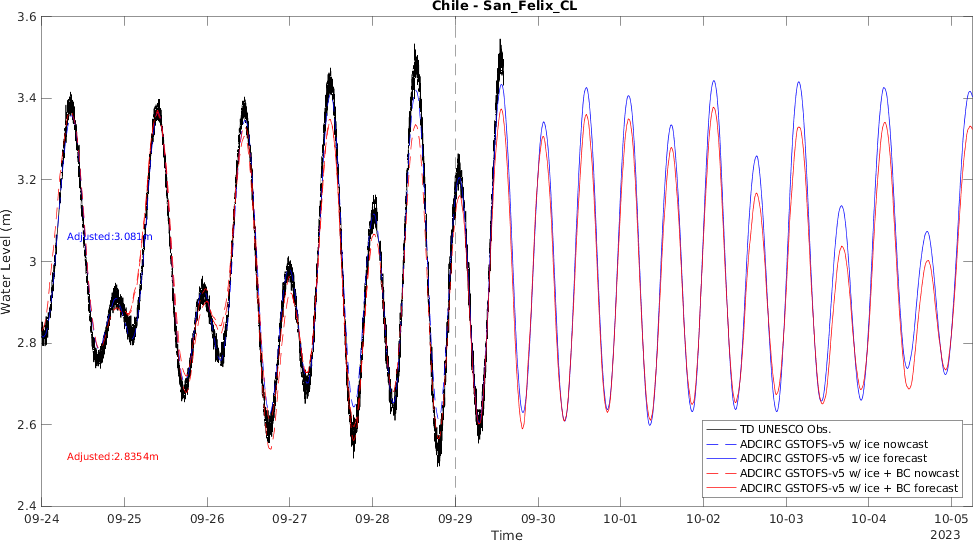 Chile - San_Felix_CL
3.6
3.4
3.2
3
2.8
2.6
2.4
Water Level (m)
Adjusted:3.081m
Adjusted:2.8354m
TD UNESCO Obs.
ADCIRC GSTOFS-v5 w/ ice nowcast
ADCIRC GSTOFS-v5 w/ ice forecast
ADCIRC GSTOFS-v5 w/ ice + BC nowcast
ADCIRC GSTOFS-v5 w/ ice + BC forecast
09-24 09-25 09-26 09-27 09-28 09-29 09-30 10-01 10-02 10-03 10-04 10-05
Time
2023